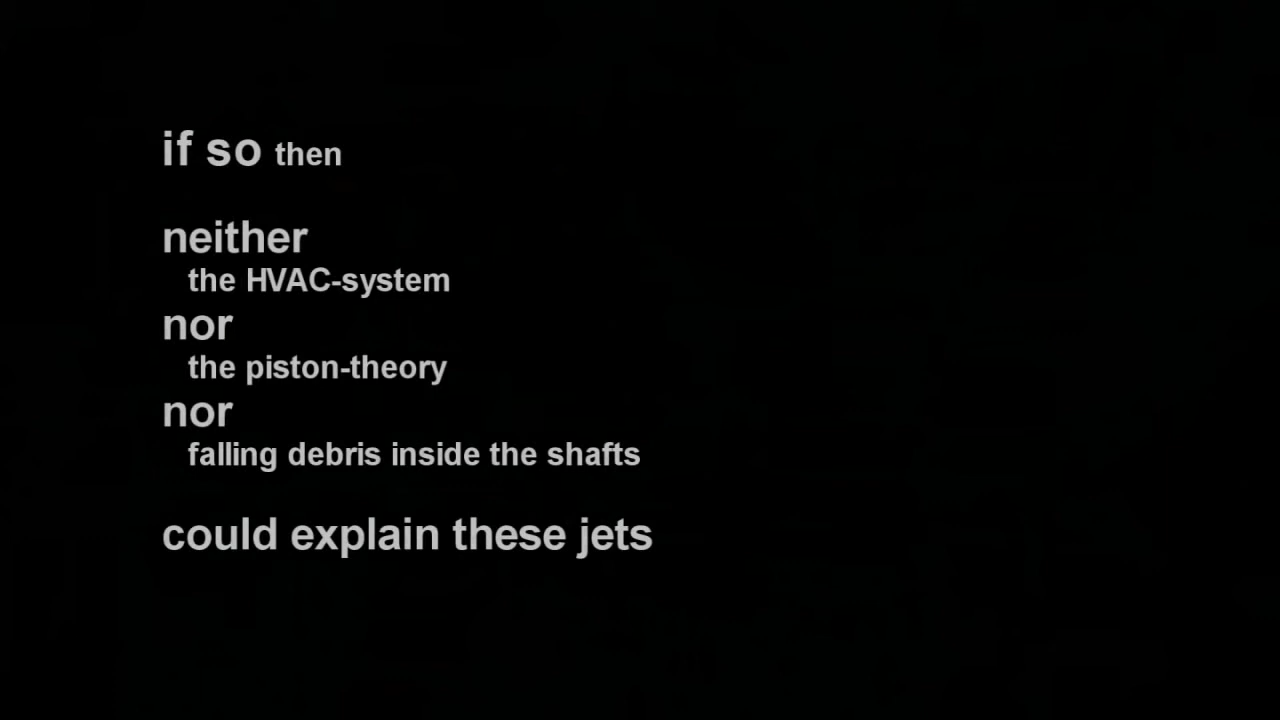 if so then
neither
the HVAC-system
nor
the piston-theory
nor
falling debris inside the shafts
could explain these jets